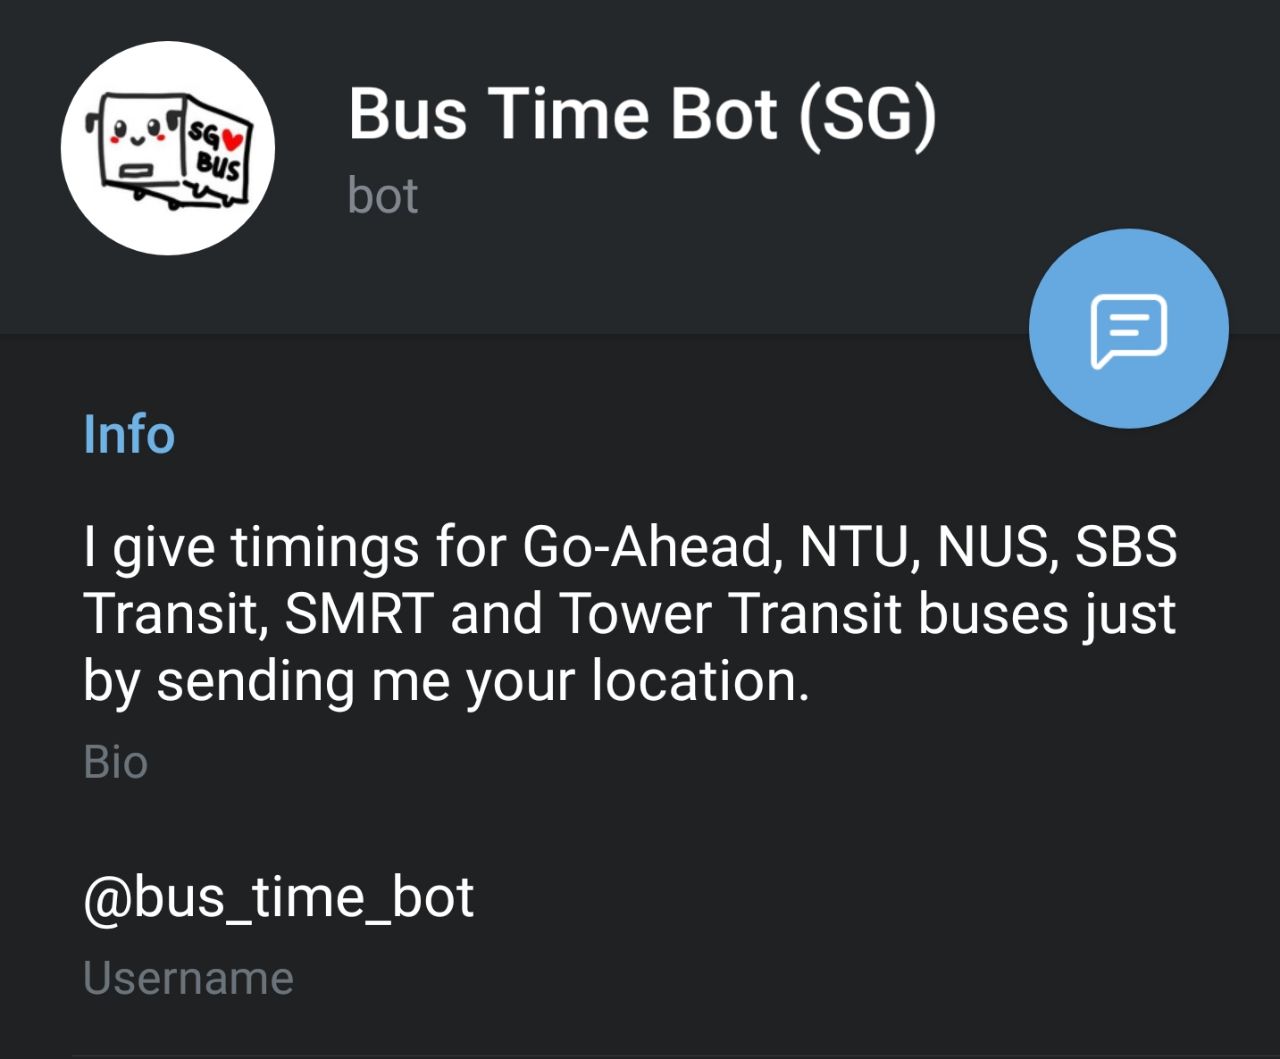 SG
BUS
Bus Time Bot (SG)
bot
Info
I give timings for Go-Ahead, NTU, NUS, SBS
Transit, SMRT and Tower Transit buses just
by sending me your location.
Bio
@bus_time_bot
Username